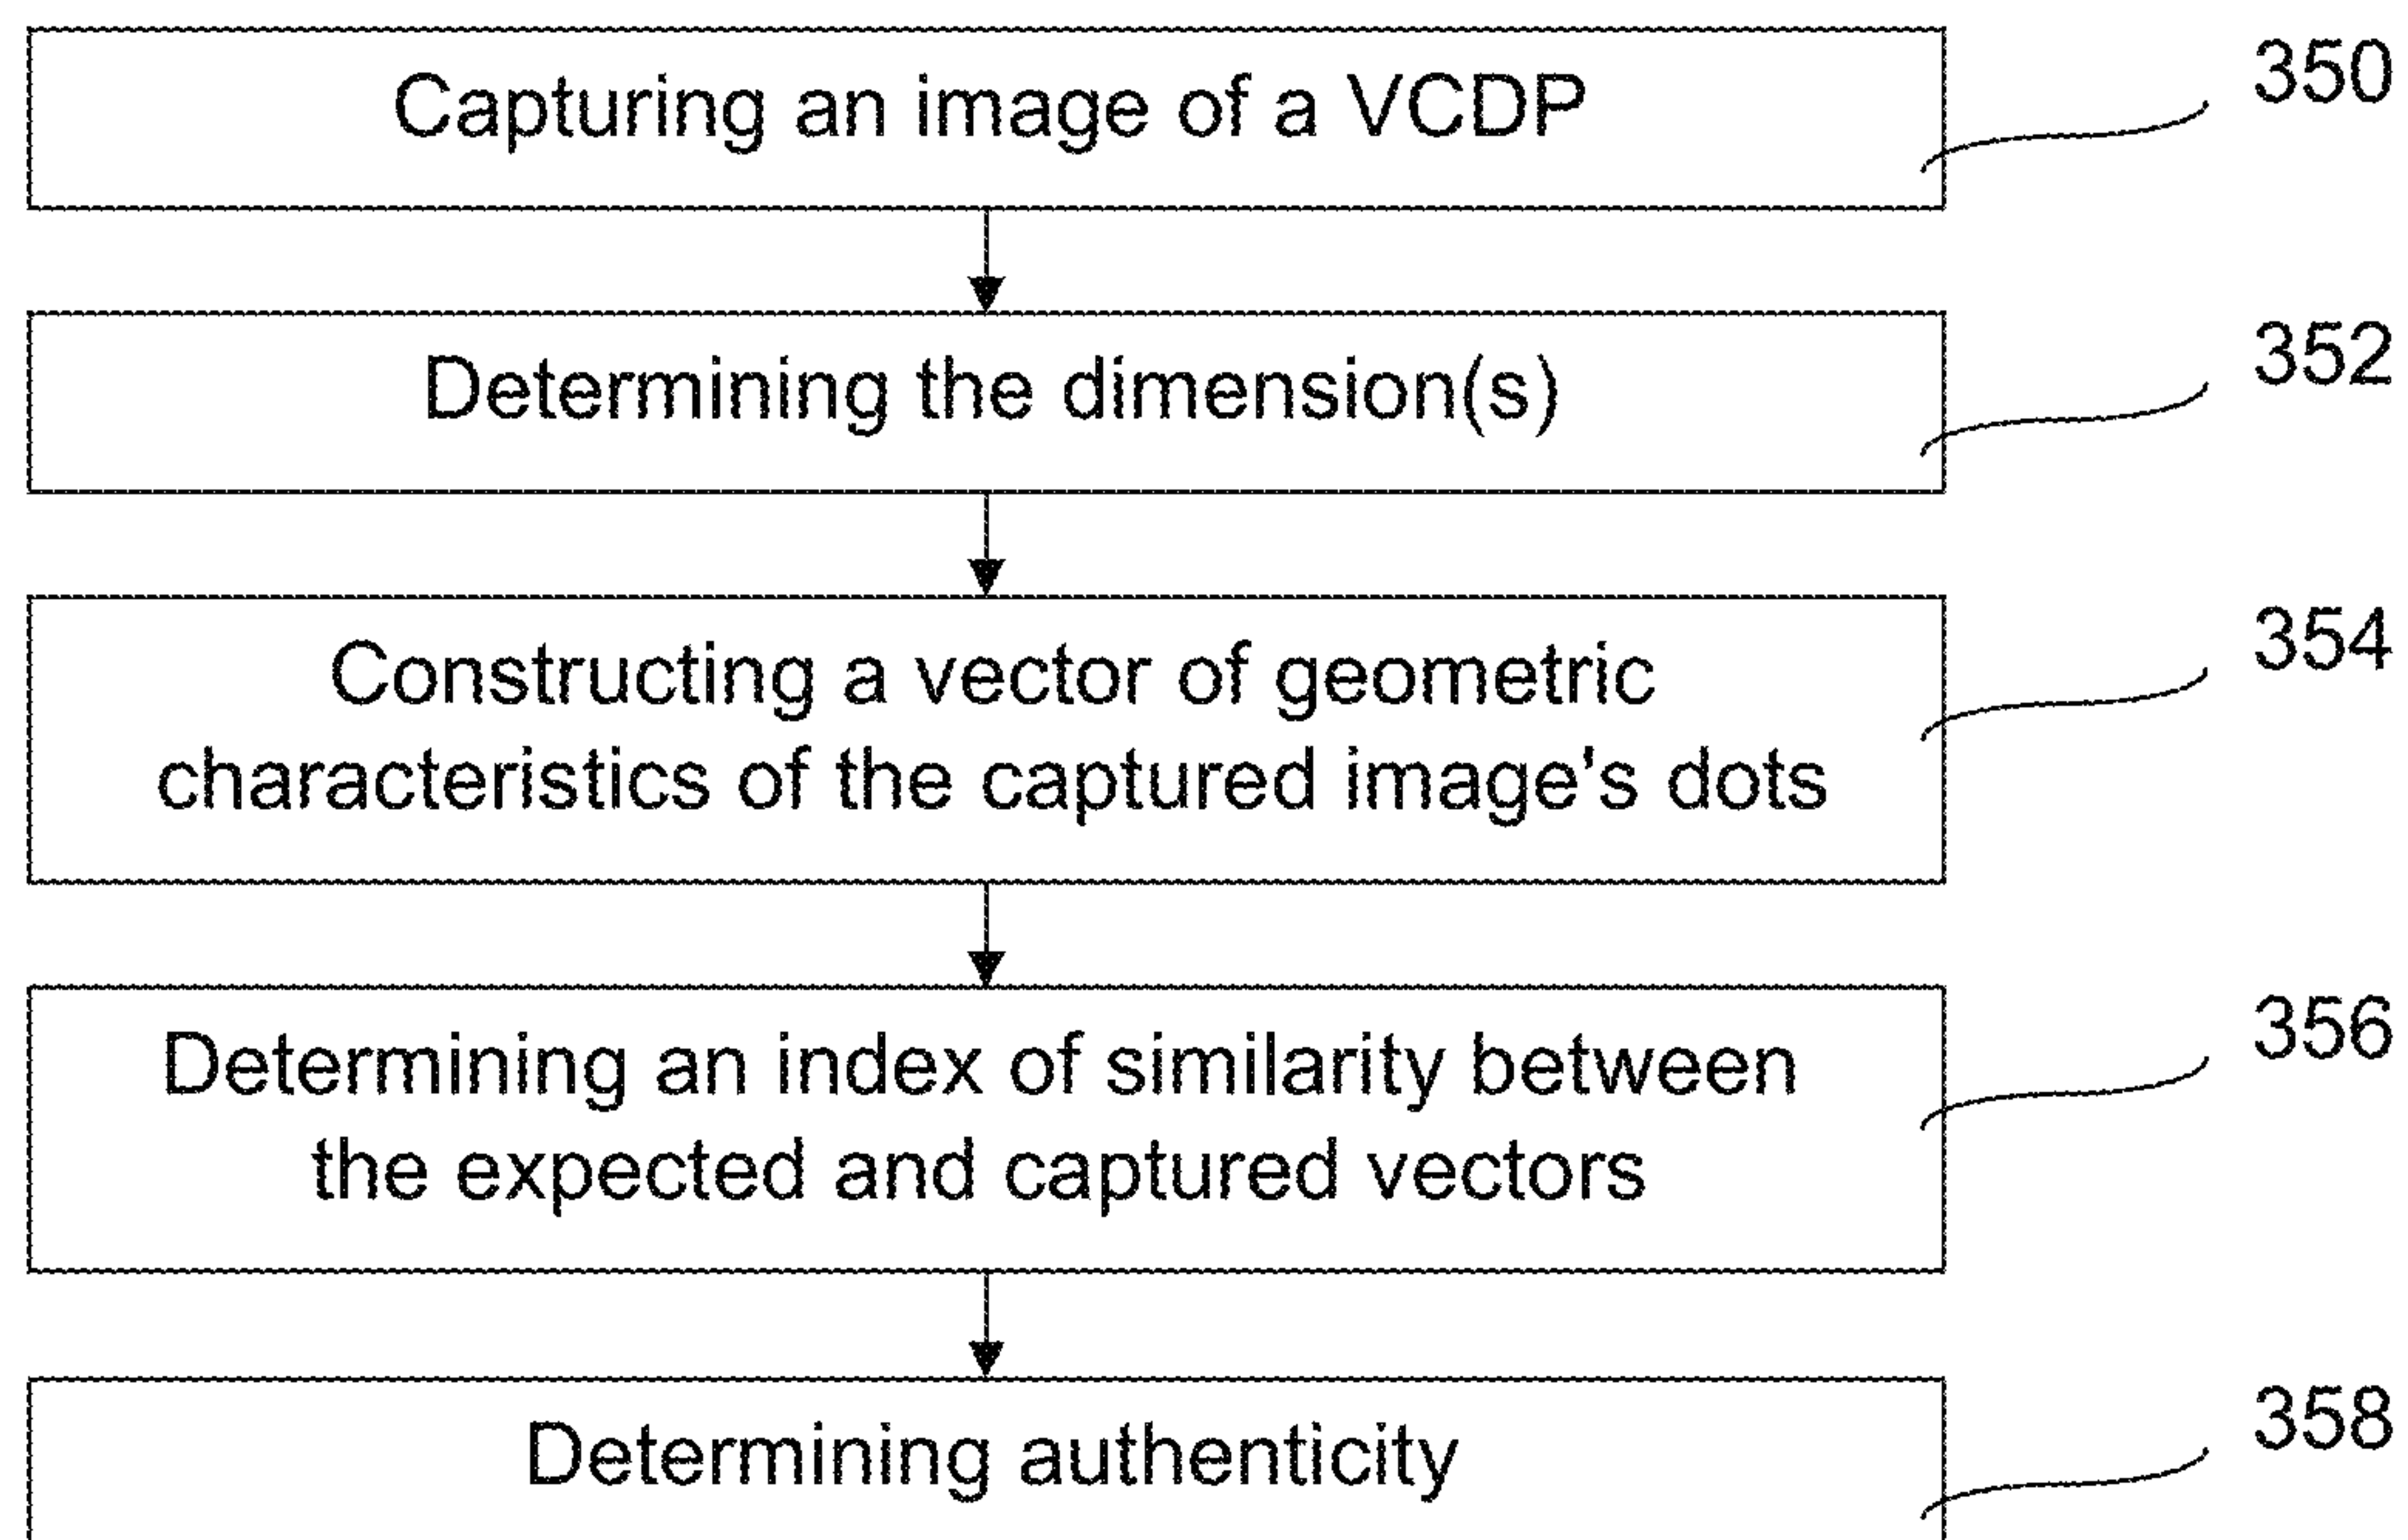 Capturing an image of a VCDP
350
Determining the dimension(s)
352
Constructing a vector of geometric
characteristics of the captured image's dots
354
Determining an index of similarity between
the expected and captured vectors
356
Determining authenticity
358